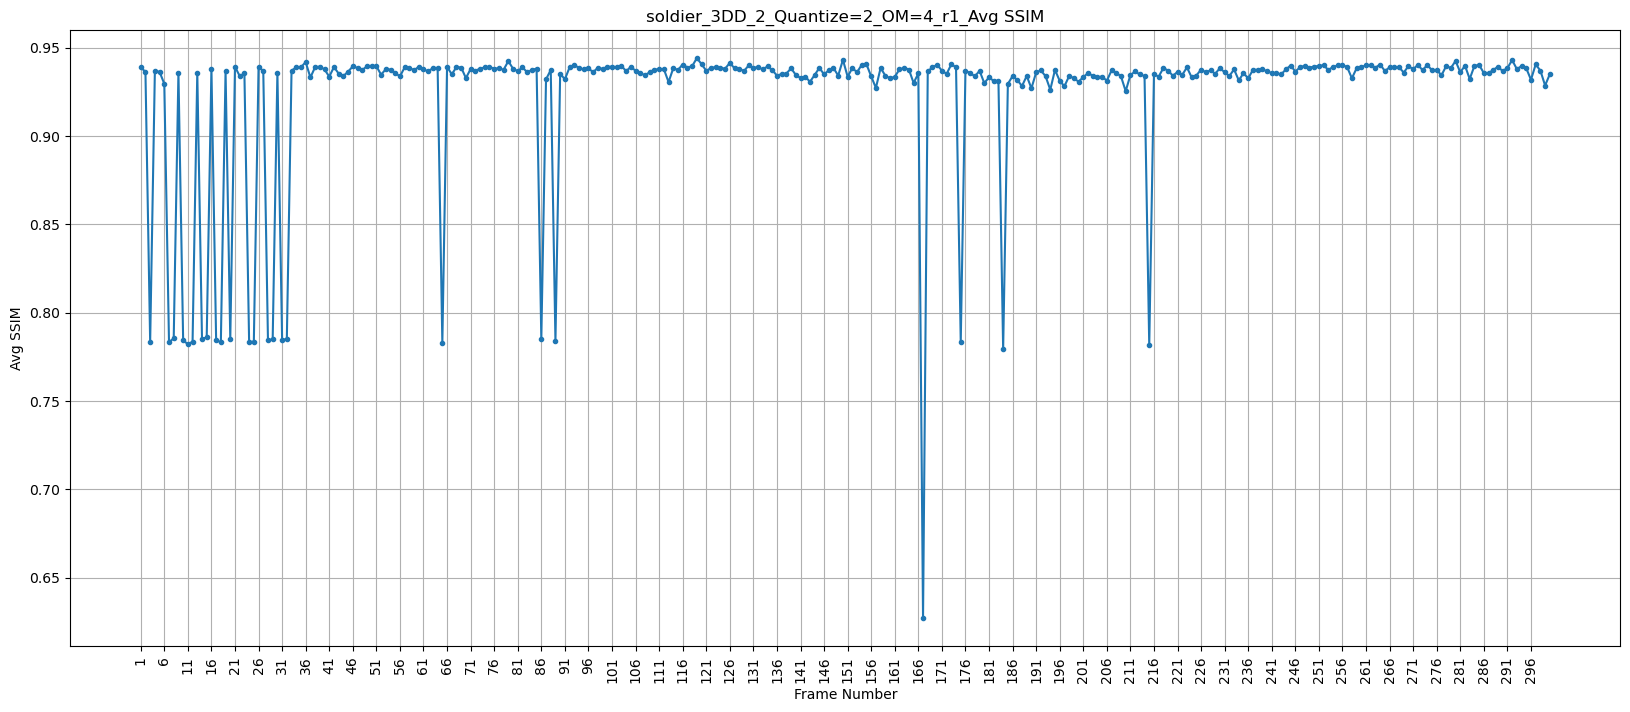 soldier_3DD_2_Quantize=2_OM=4_r1_Avg SSIM
0.95
0.90
0.85
0.80
0.75
0.70
0.65
Avg SSIM
1 6 11 16 21 26 31 36 41 46 51 56 61 66 71 76 81 86 91 96 101 106 111 116 121 126 131 136 141 146 151 156 161 166 171 176 181 186 191 196 201 206 211 216 221 226 231 236 241 246 251 256 261 266 271 276 281 286 291 296
Frame Number